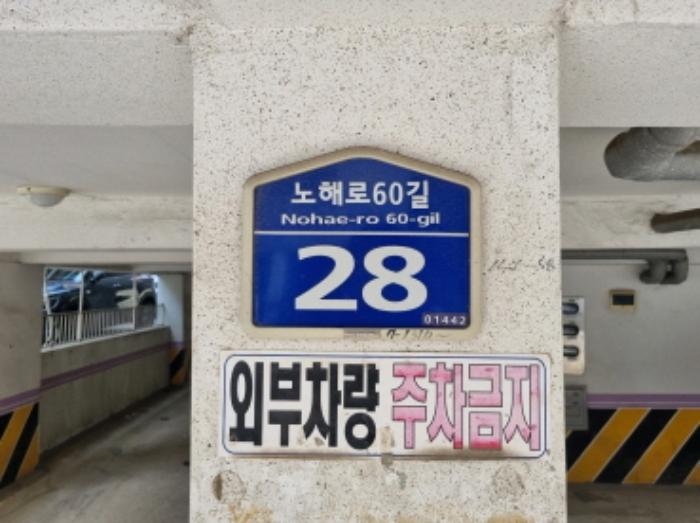 노해로60길
Nohae-ro 60-gil
28
01442
외부차량 주차금지